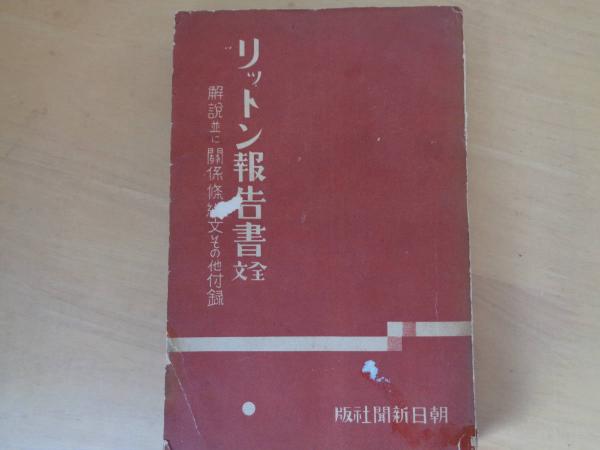 リットン報告書全文
解說並に關係條約文その他付録
朝日新聞社版